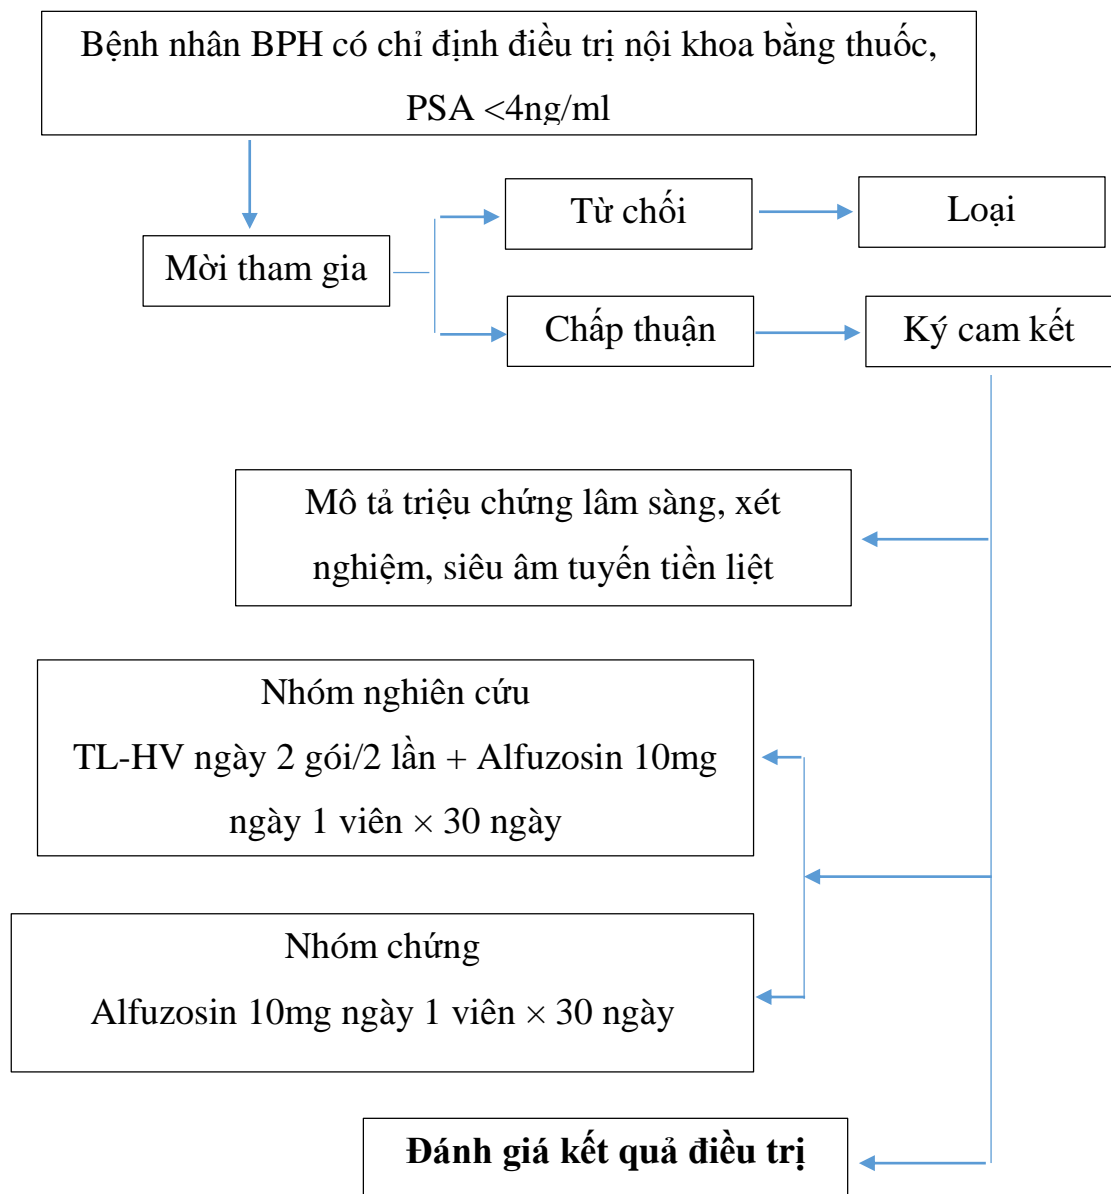 Bệnh nhân BPH có chỉ định điều trị nội khoa bằng thuốc,
PSA <4ng/ml
Từ chối
Loại
Mời tham gia
Chấp thuận
Ký cam kết
Mô tả triệu chứng lâm sàng, xét
nghiệm, siêu âm tuyến tiền liệt
Nhóm nghiên cứu
TL-HV ngày 2 gói/2 lần + Alfuzosin 10mg
ngày 1 viên × 30 ngày
Nhóm chứng
Alfuzosin 10mg ngày 1 viên × 30 ngày
Đánh giá kết quả điều trị